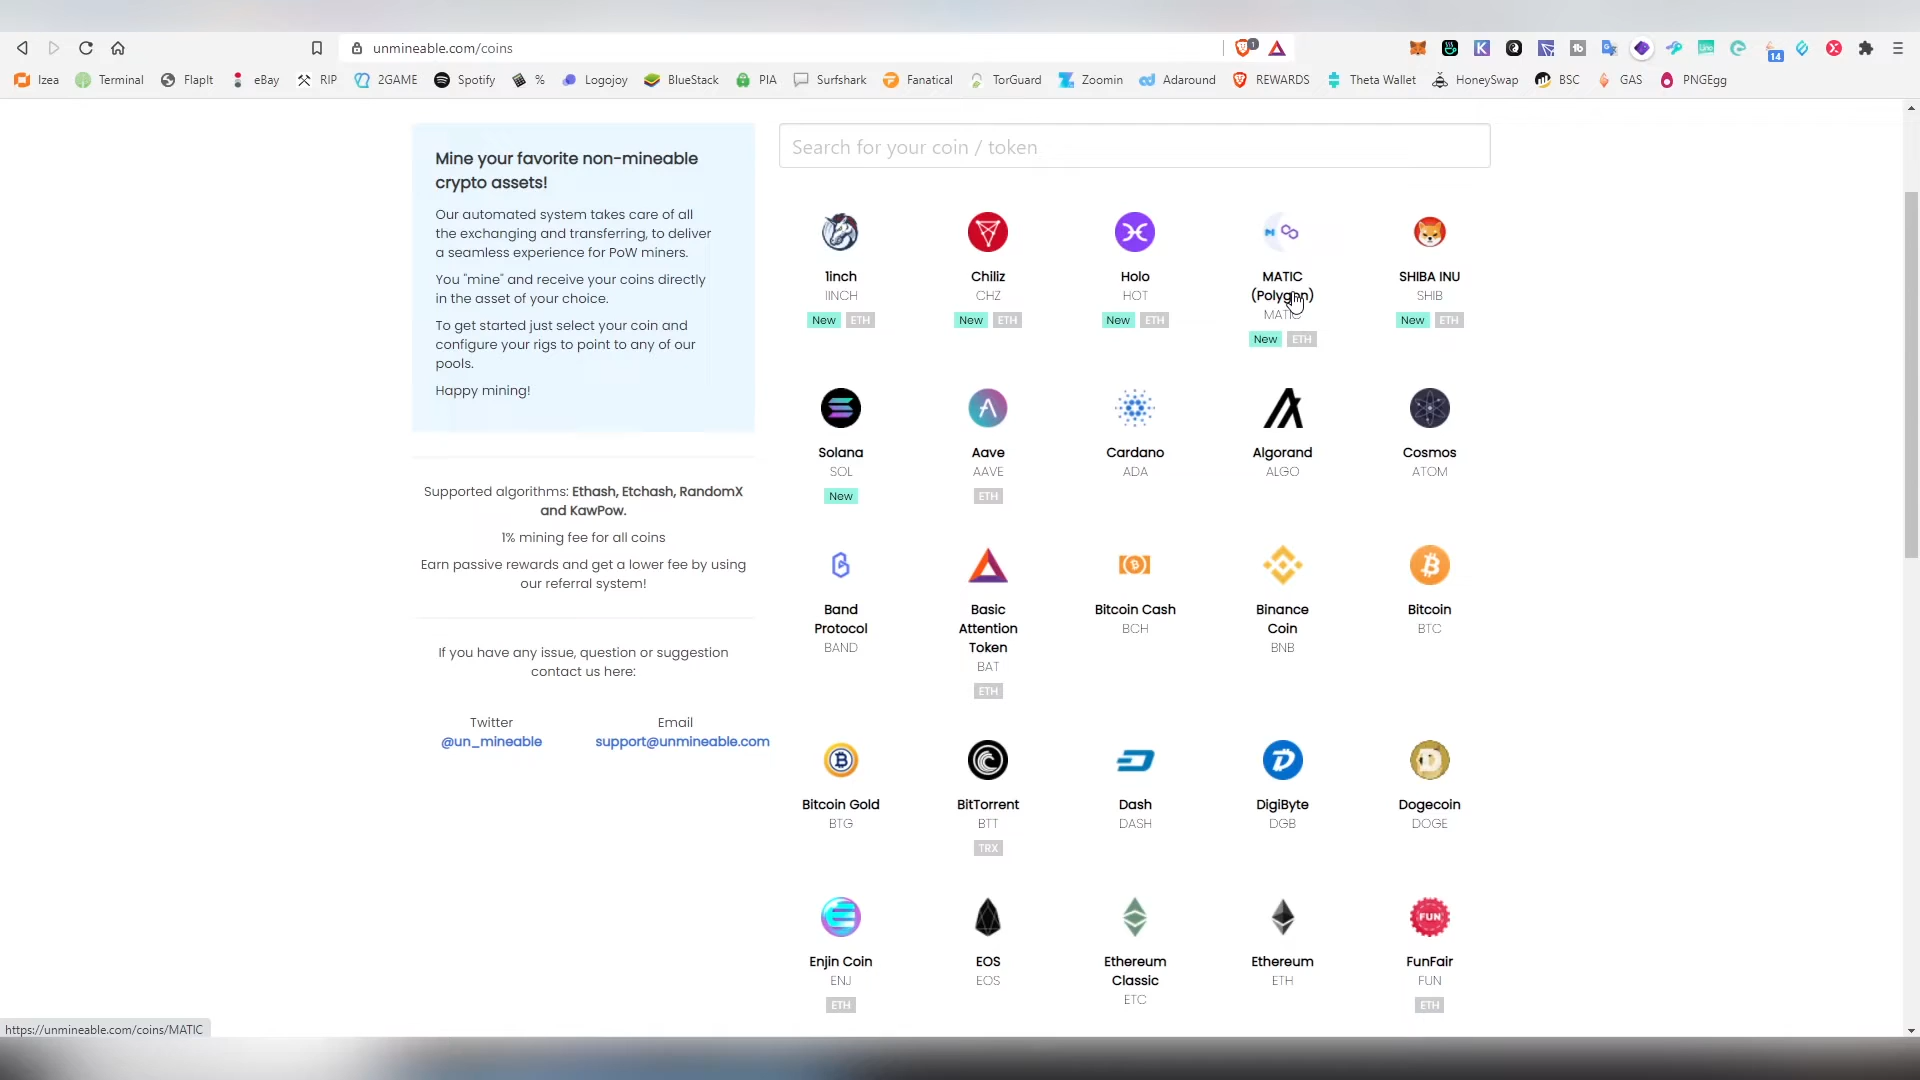 unmineable.com/coins
1
14
Izea
Terminal
FlapIt
eBay
RIP
2GAME
Spotify
%
Logojoy
BlueStack
PIA
Surfshark
Fanatical
TorGuard
Zoomin
Adaround
REWARDS
Theta Wallet
HoneySwap
BSC
GAS
PNGEgg
Mine your favorite non-mineable
crypto assets!
Our automated system takes care of all
the exchanging and transferring, to deliver
a seamless experience for PoW miners.
You "mine" and receive your coins directly
in the asset of your choice.
To get started just select your coin and
configure your rigs to point to any of our
pools.
Happy mining!
Supported algorithms: Ethash, Etchash, RandomX
and KawPow.
1% mining fee for all coins
Earn passive rewards and get a lower fee by using
our referral system!
If you have any issue, question or suggestion
contact us here:
Twitter
@un_mineable
Email
support@unmineable.com
Search for your coin / token
1inch
1INCH
New ETH
Chiliz
CHZ
New ETH
Holo
HOT
New ETH
MATIC
(Polygon)
MATIC
New ETH
SHIBA INU
SHIB
New ETH
Solana
SOL
New
Aave
AAVE
ETH
Cardano
ADA
Algorand
ALGO
Cosmos
ATOM
Band
Protocol
BAND
Basic
Attention
Token
BAT
ETH
Bitcoin Cash
BCH
Binance
Coin
BNB
Bitcoin
BTC
Bitcoin Gold
BTG
BitTorrent
BTT
TRX
Dash
DASH
DigiByte
DGB
Dogecoin
DOGE
Enjin Coin
ENJ
ETH
EOS
EOS
Ethereum
Classic
ETC
Ethereum
ETH
FUN
FunFair
FUN
ETH
https://unmineable.com/coins/MATIC